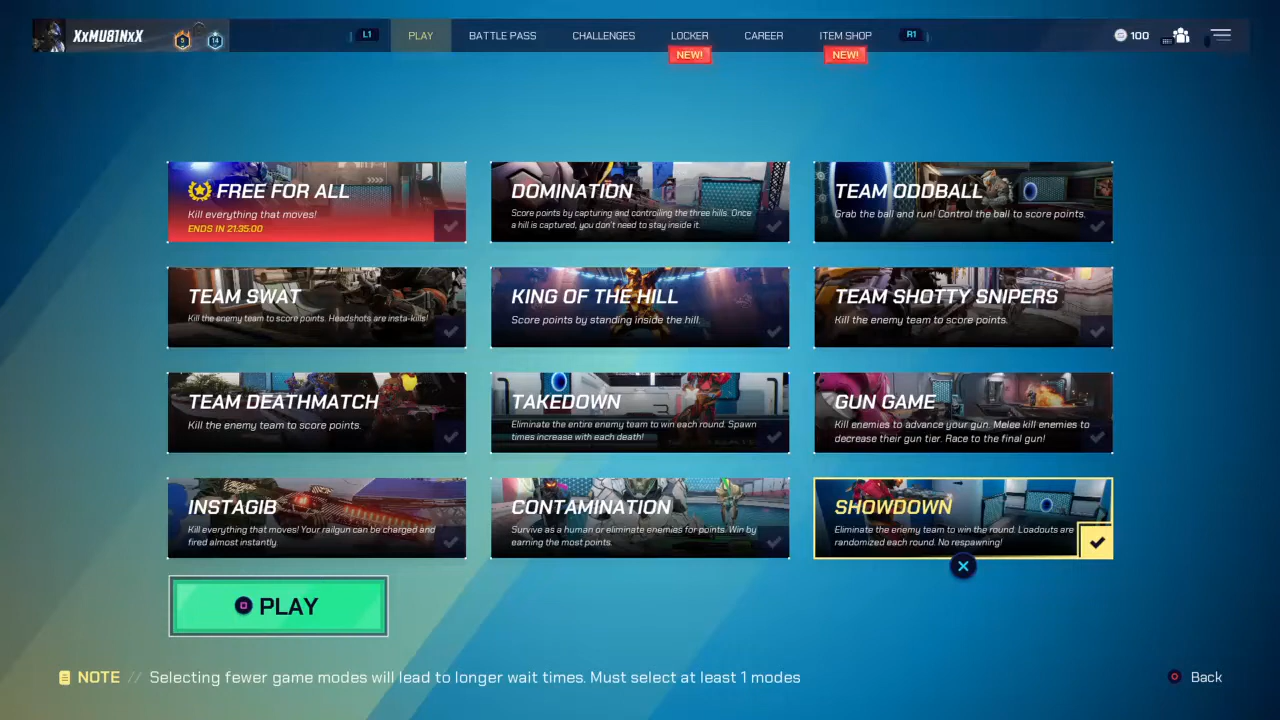 XxMU81NxX
5
14
L1
PLAY
BATTLE PASS
CHALLENGES
LOCKER
CAREER
ITEM SHOP
R1
100
NEW!
NEW!
FREE FOR ALL
Kill everything that moves!
ENDS IN 21:35:00
DOMINATION
Score points by capturing and controlling the three hills. Once
a hill is captured, you don't need to stay inside it.
TEAM ODDBALL
Grab the ball and run! Control the ball to score points.
TEAM SWAT
Kill the enemy team to score points. Headshots are insta-kills!
KING OF THE HILL
Score points by standing inside the hill.
TEAM SHOTTY SNIPERS
Kill the enemy team to score points.
TEAM DEATHMATCH
Kill the enemy team to score points.
TAKEDOWN
Eliminate the entire enemy team to win each round. Spawn
times increase with each death!
GUN GAME
Kill enemies to advance your gun. Melee kill enemies to
decrease their gun tier. Race to the final gun!
INSTAGIB
Kill everything that moves! Your railgun can be charged and
fired almost instantly.
CONTAMINATION
Survive as a human or eliminate enemies for points. Win by
earning the most points.
SHOWDOWN
Eliminate the enemy team to win the round. Loadouts are
randomized each round. No respawning!
PLAY
NOTE // Selecting fewer game modes will lead to longer wait times. Must select at least 1 modes
Back